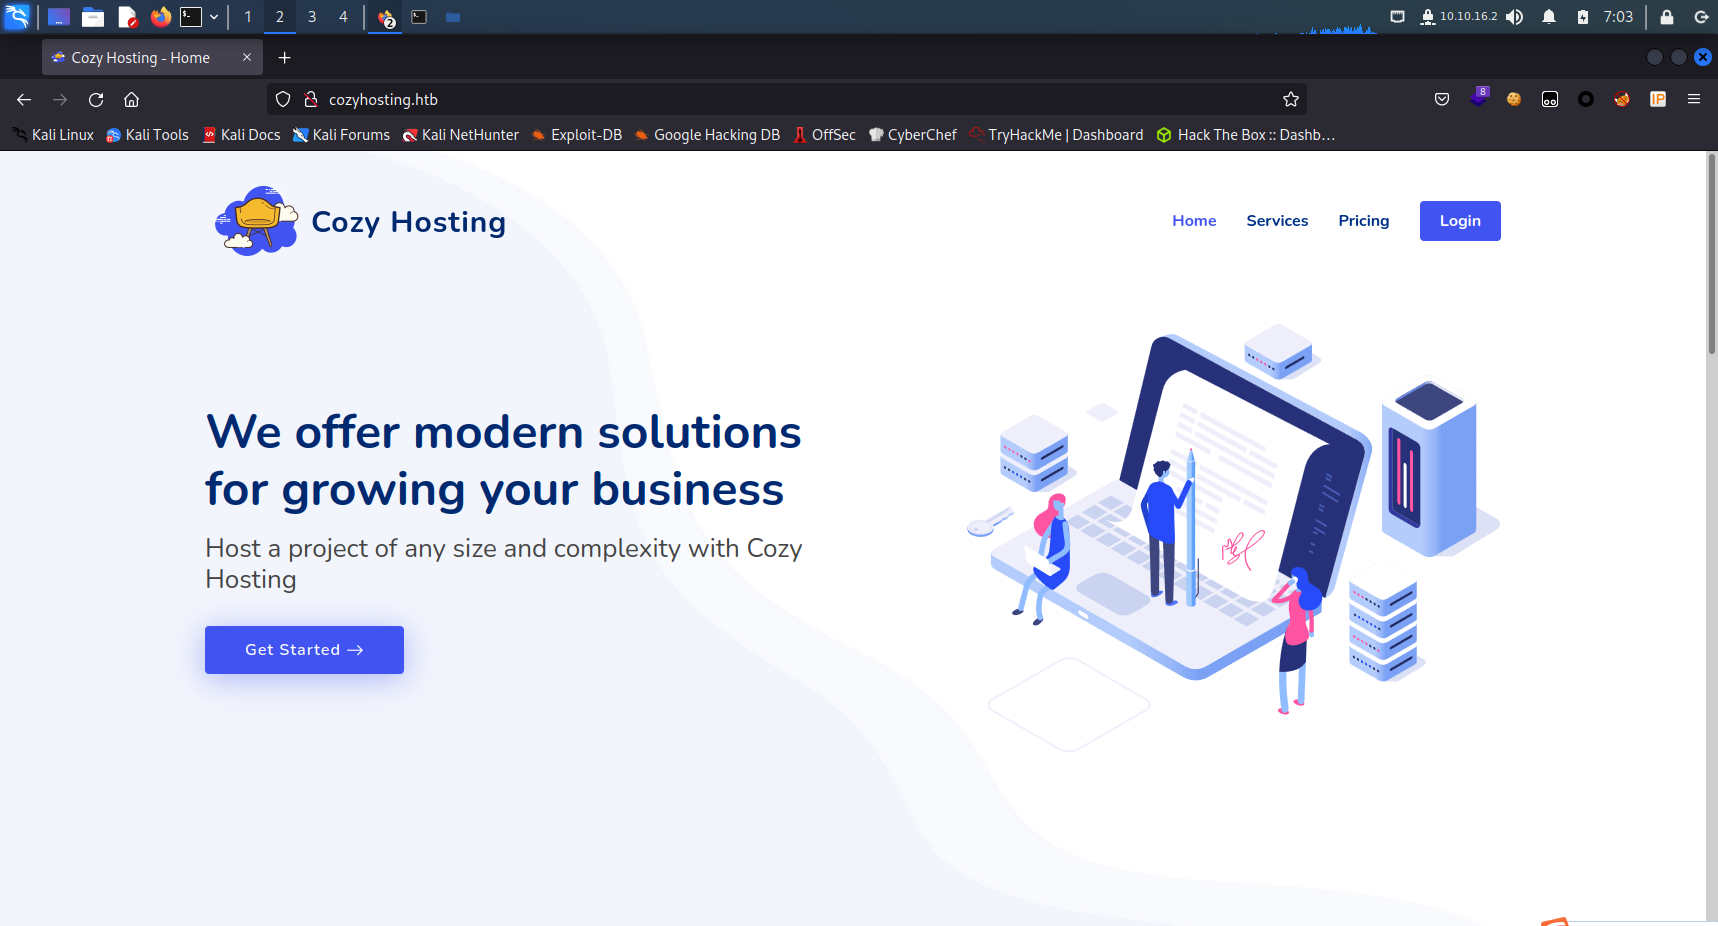 1 2 3 4 2 10.10.16.2 7:03
Cozy Hosting - Home
cozyhosting.htb 8 IP
Kali Linux Kali Tools Kali Docs Kali Forums Kali NetHunter Exploit-DB Google Hacking DB OffSec CyberChef TryHackMe | Dashboard Hack The Box :: Dashb…
Cozy Hosting Home Services Pricing Login
We offer modern solutions
for growing your business
Host a project of any size and complexity with Cozy
Hosting
Get Started →